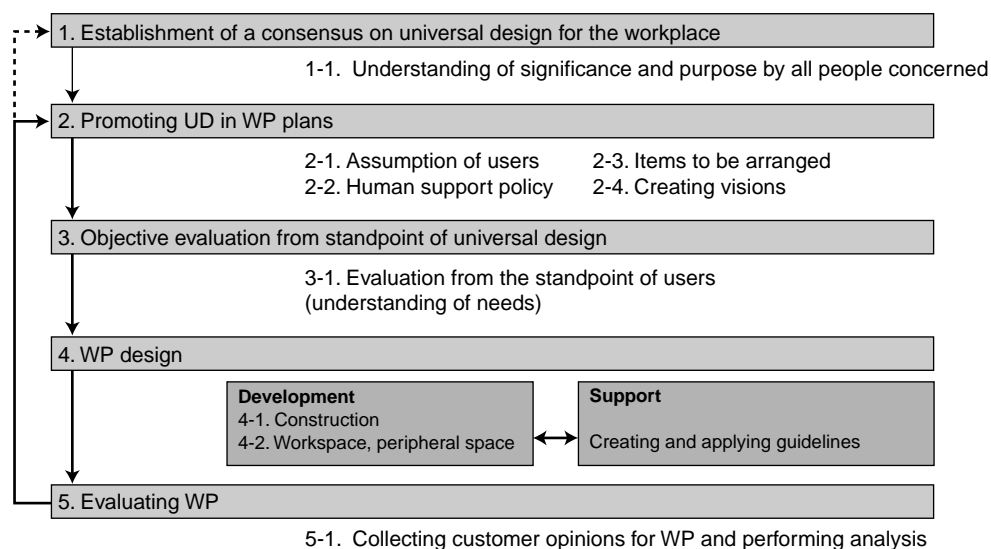 1. Establishment of a consensus on universal design for the workplace
1-1. Understanding of significance and purpose by all people concerned
2. Promoting UD in WP plans
2-1. Assumption of users
2-2. Human support policy
2-3. Items to be arranged
2-4. Creating visions
3. Objective evaluation from standpoint of universal design
3-1. Evaluation from the standpoint of users
(understanding of needs)
4. WP design
Development
4-1. Construction
4-2. Workspace, peripheral space
Support
Creating and applying guidelines
5. Evaluating WP
5-1. Collecting customer opinions for WP and performing analysis